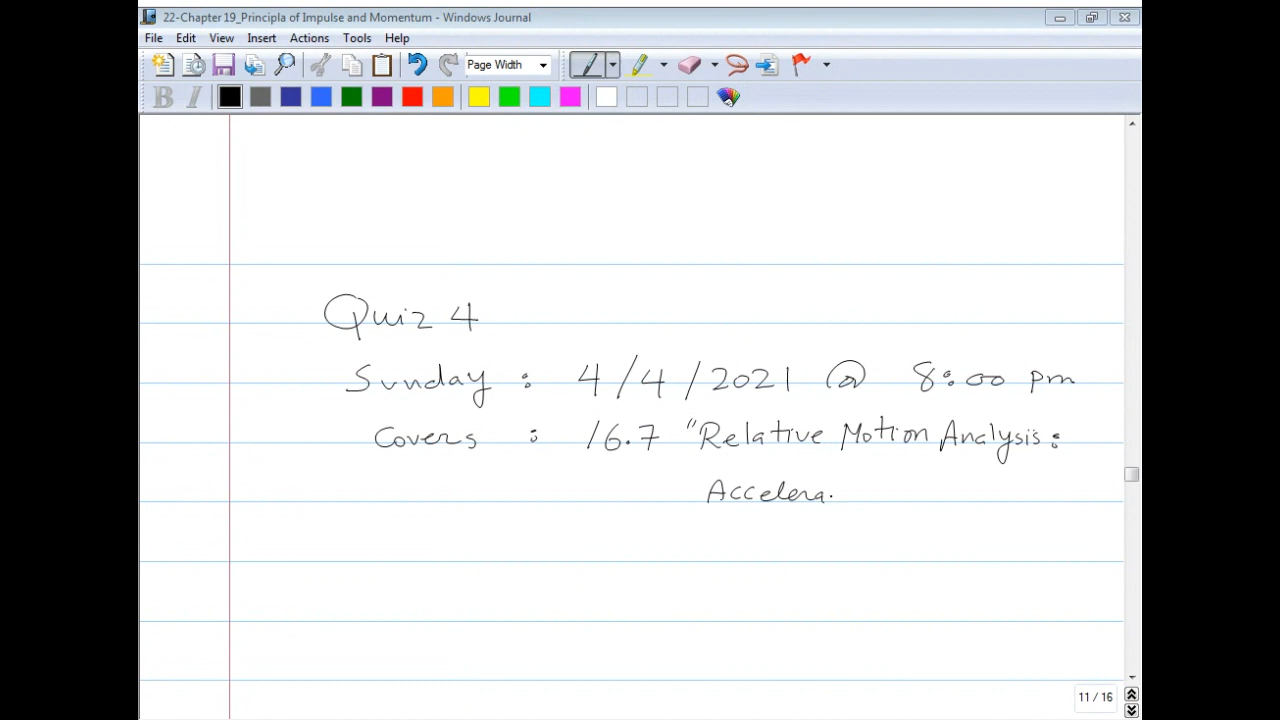 22-Chapter 19_Principla of Impulse and Momentum - Windows Journal
File Edit View Insert Actions Tools Help
Page Width
B I
Quiz 4
Sunday : 4/4/2021 @ 8:00 pm
Covers : 16.7 "Relative Motion Analysis:
Accelera.
11 / 16